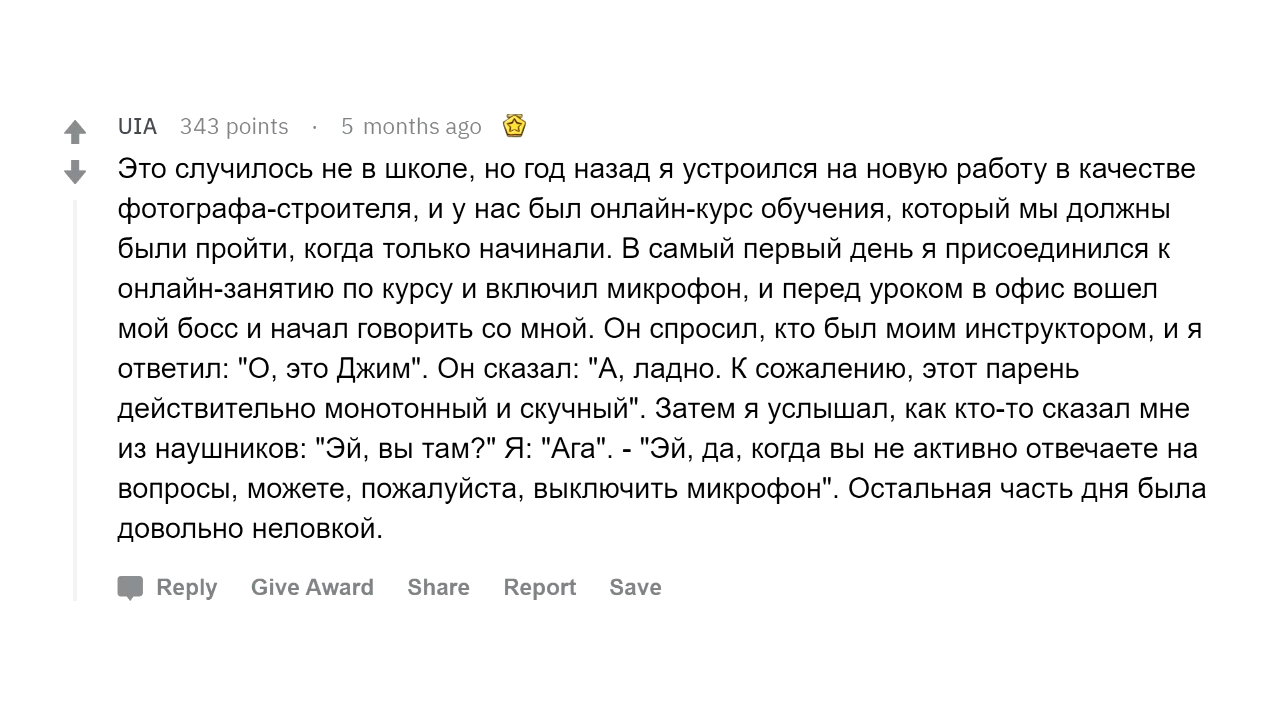 UIA 343 points · 5 months ago
Это случилось не в школе, но год назад я устроился на новую работу в качестве
фотографа-строителя, и у нас был онлайн-курс обучения, который мы должны
были пройти, когда только начинали. В самый первый день я присоединился к
онлайн-занятию по курсу и включил микрофон, и перед уроком в офис вошел
мой босс и начал говорить со мной. Он спросил, кто был моим инструктором, и я
ответил: "О, это Джим". Он сказал: "А, ладно. К сожалению, этот парень
действительно монотонный и скучный". Затем я услышал, как кто-то сказал мне
из наушников: "Эй, вы там?" Я: "Ага". - "Эй, да, когда вы не активно отвечаете на
вопросы, можете, пожалуйста, выключить микрофон". Остальная часть дня была
довольно неловкой.
Reply Give Award Share Report Save